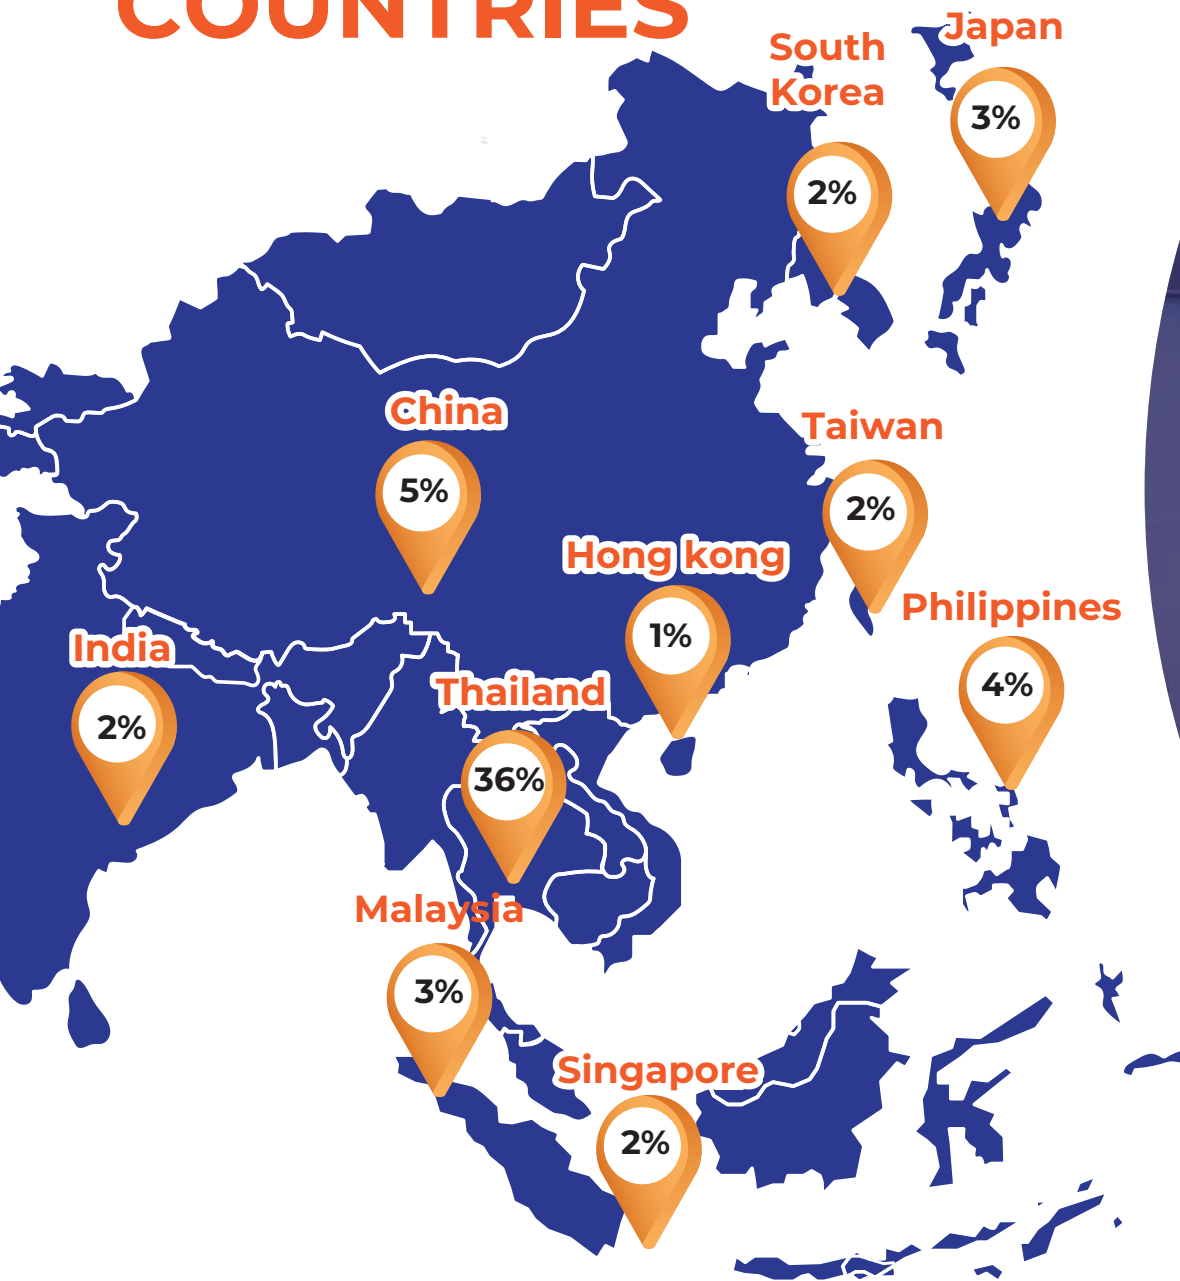 COUNTRIES
Japan
3%
South
Korea
2%
China
5%
Taiwan
2%
Hong kong
1%
Philippines
4%
India
2%
Thailand
36%
Malaysia
3%
Singapore
2%